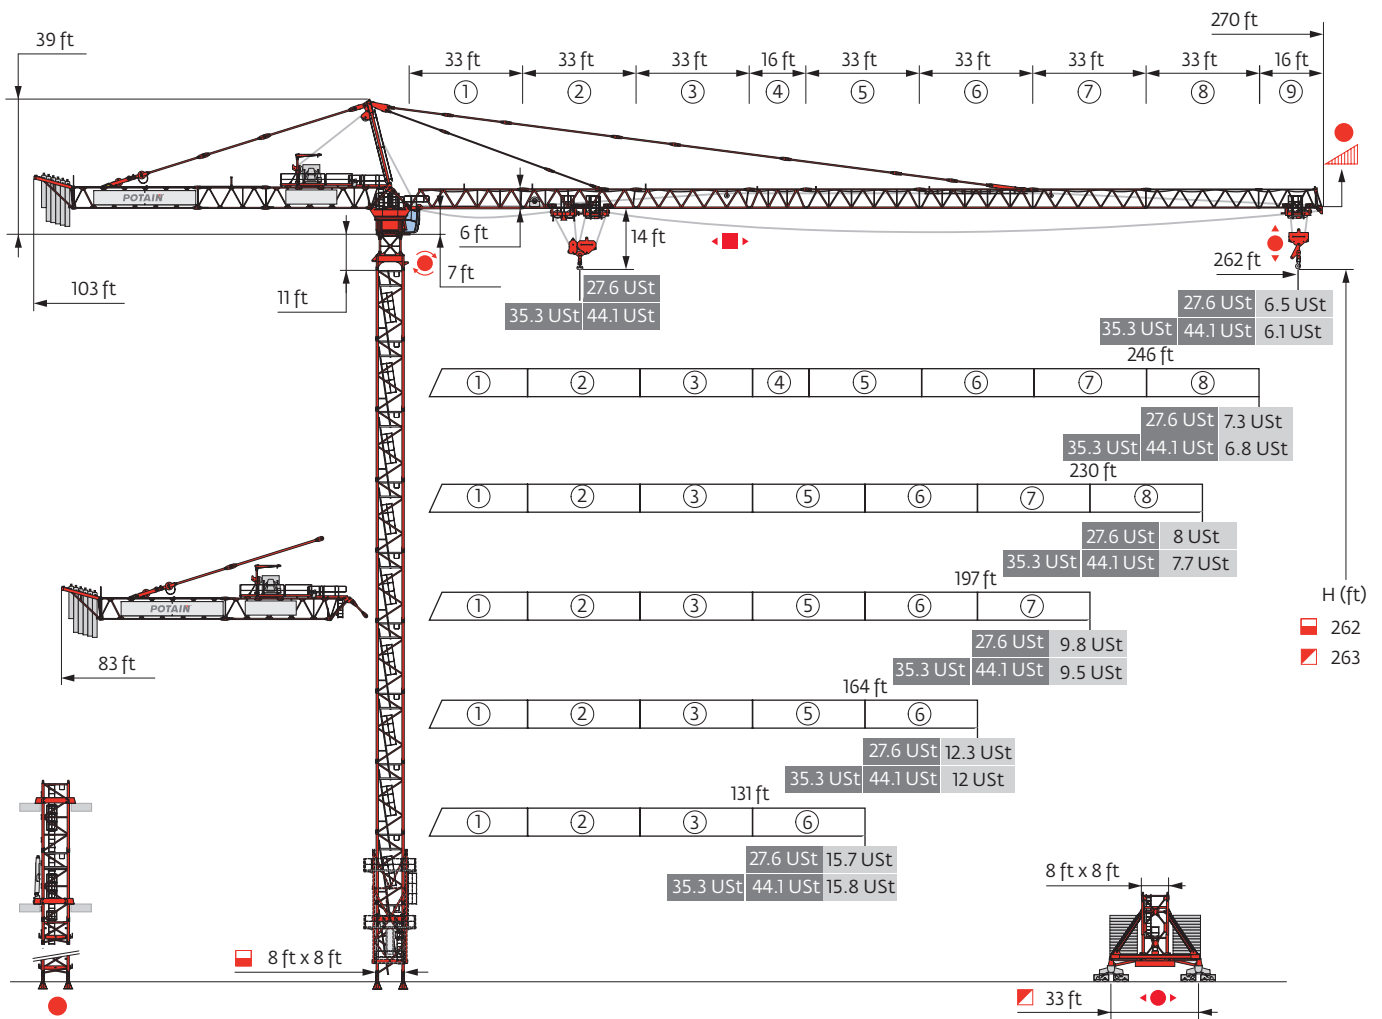 270 ft
39 ft
33 ft 33 ft 33 ft 16 ft 33 ft 33 ft 33 ft 33 ft 16 ft
① ② ③ ④ ⑤ ⑥ ⑦ ⑧ ⑨
POTAIN
6 ft
14 ft
7 ft
262 ft
103 ft
11 ft
27.6 USt
35.3 USt 44.1 USt
27.6 USt 6.5 USt
35.3 USt 44.1 USt 6.1 USt
246 ft
① ② ③ ④ ⑤ ⑥ ⑦ ⑧
27.6 USt 7.3 USt
35.3 USt 44.1 USt 6.8 USt
230 ft
① ② ③ ⑤ ⑥ ⑦ ⑧
27.6 USt 8 USt
35.3 USt 44.1 USt 7.7 USt
197 ft
① ② ③ ⑤ ⑥ ⑦
H (ft)
262
263
POTAIN
27.6 USt 9.8 USt
35.3 USt 44.1 USt 9.5 USt
83 ft
164 ft
① ② ③ ⑤ ⑥
27.6 USt 12.3 USt
35.3 USt 44.1 USt 12 USt
131 ft
① ② ③ ⑥
27.6 USt 15.7 USt
35.3 USt 44.1 USt 15.8 USt
8 ft x 8 ft
8 ft x 8 ft
33 ft